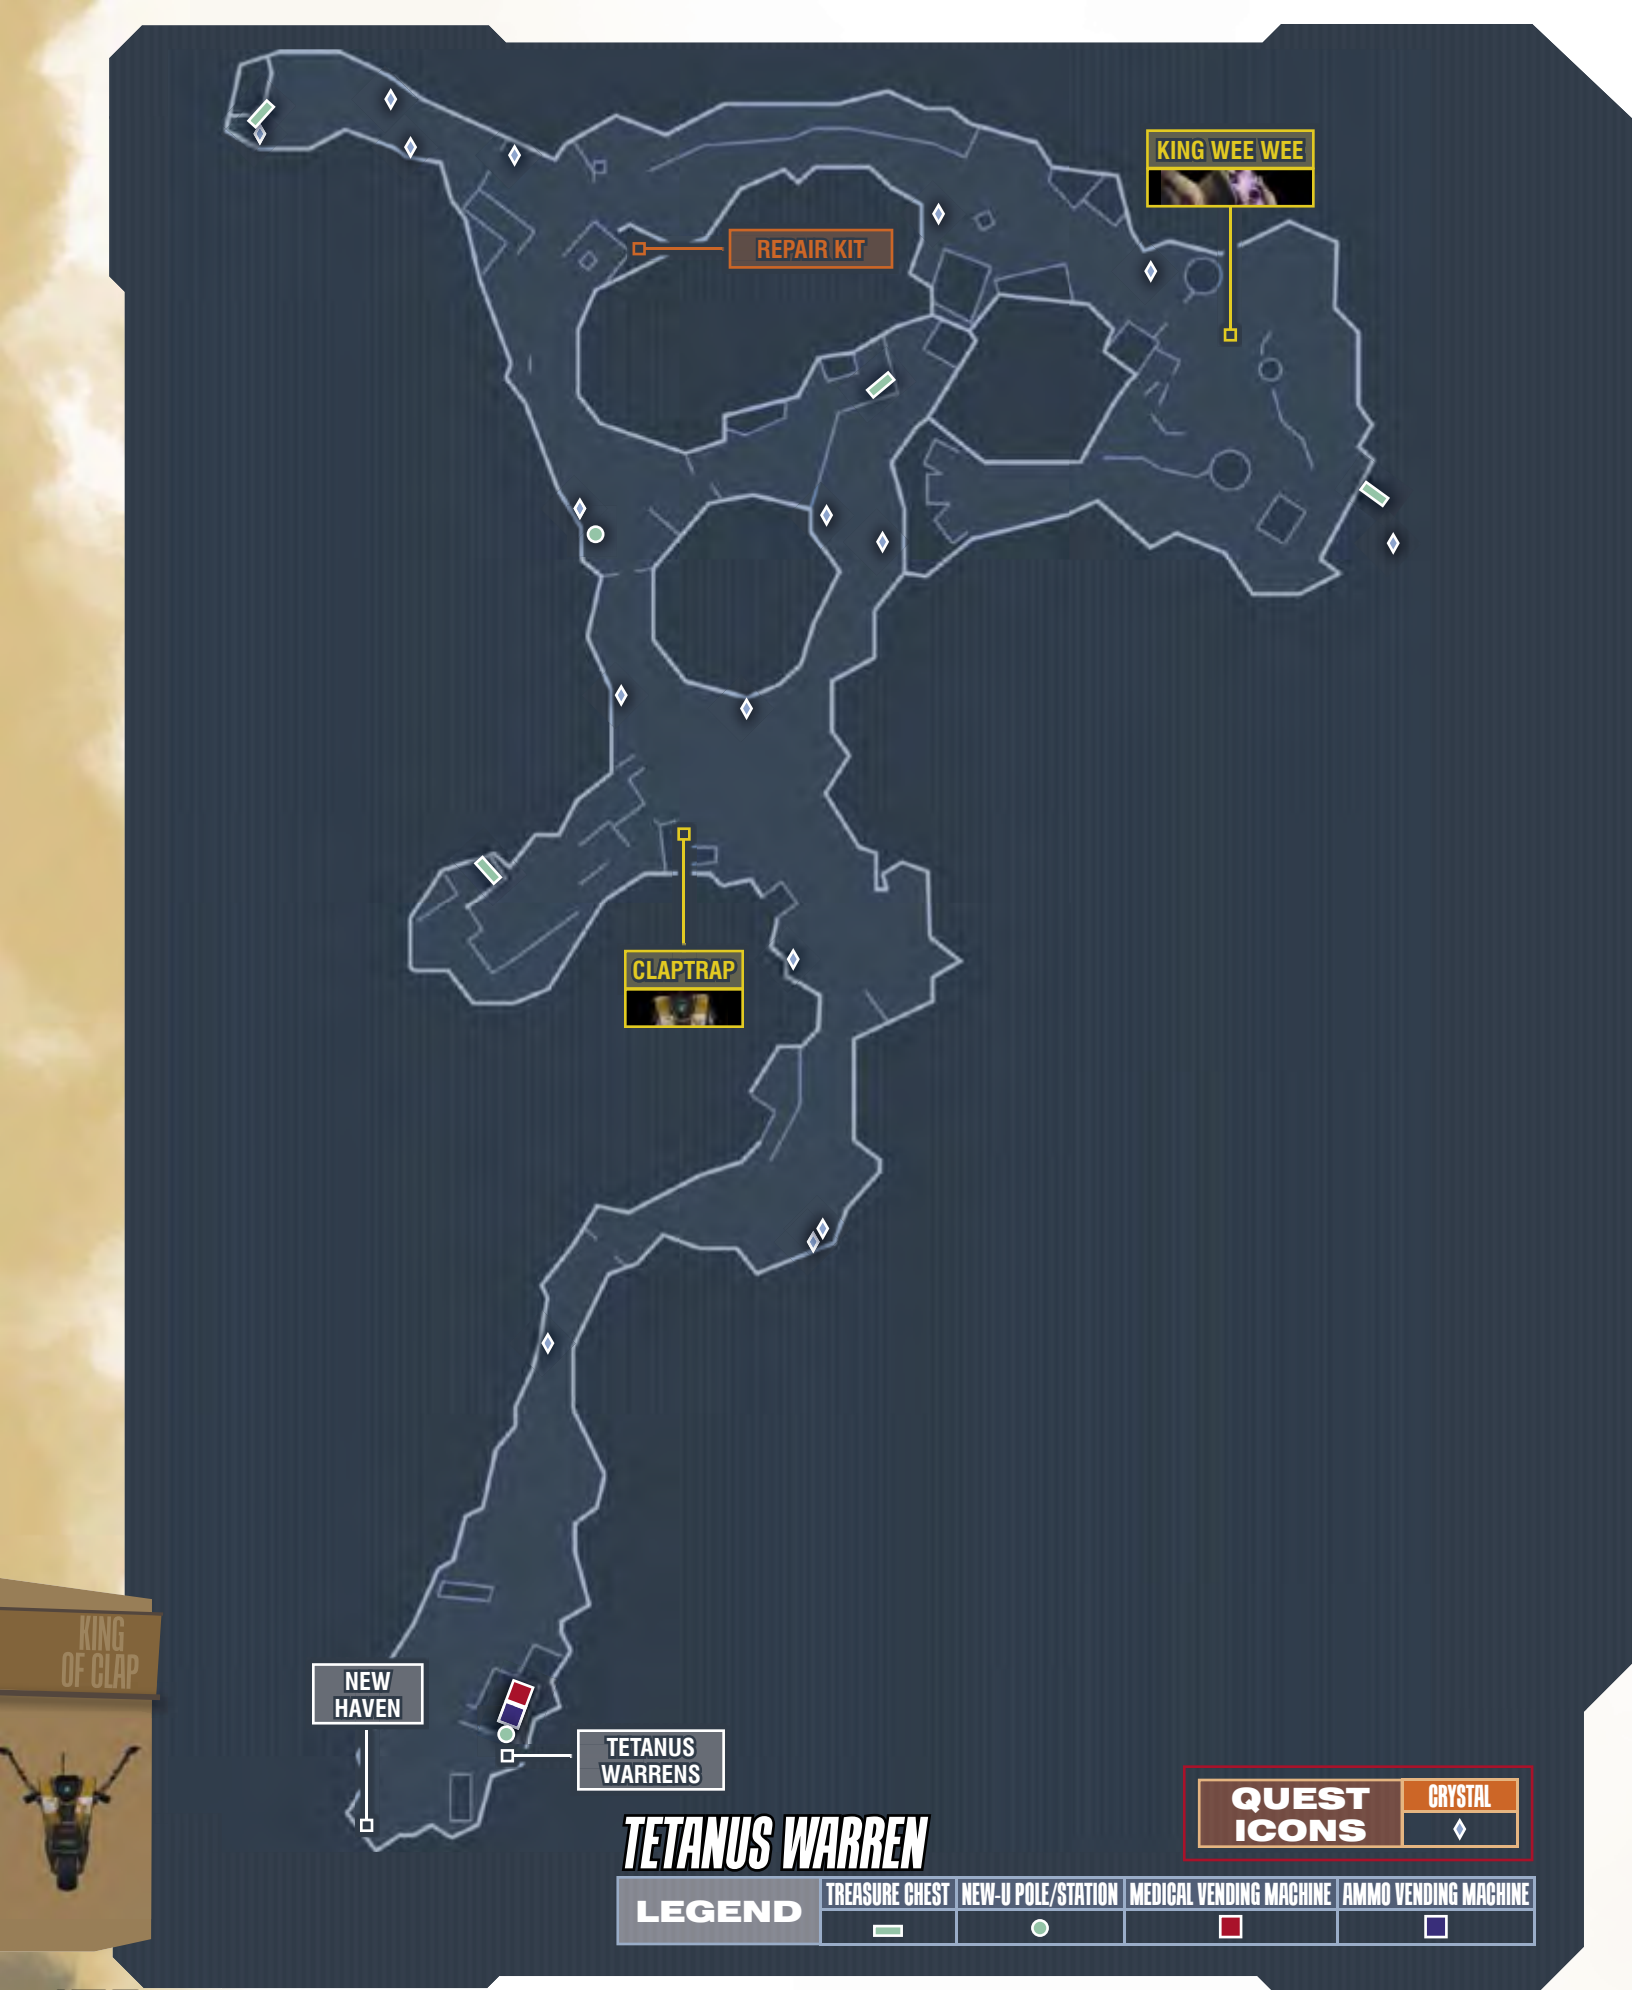 KING WEE WEE
REPAIR KIT
CLAPTRAP
KING
OF CLAP
NEW
HAVEN
TETANUS
WARRENS
TETANUS WARREN
QUEST
ICONS
CRYSTAL
LEGEND
TREASURE CHEST
NEW-U POLE/STATION
MEDICAL VENDING MACHINE
AMMO VENDING MACHINE